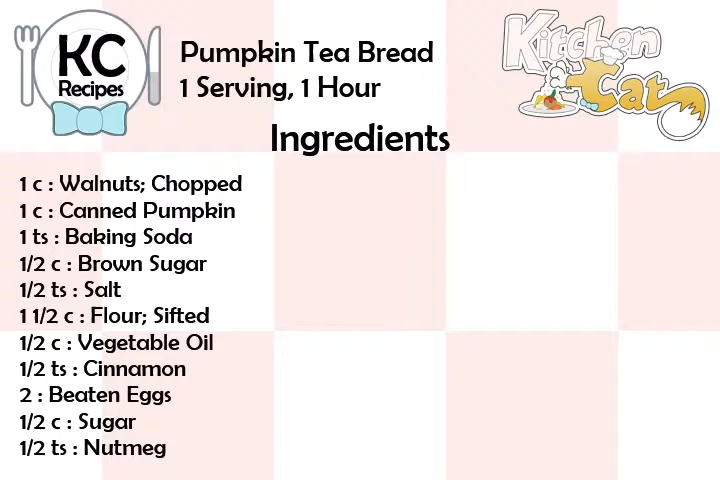 KC
Recipes
Pumpkin Tea Bread
1 Serving, 1 Hour
Kitchen
Cat
Ingredients
1 c : Walnuts; Chopped
1 c : Canned Pumpkin
1 ts : Baking Soda
1/2 c : Brown Sugar
1/2 ts : Salt
1 1/2 c : Flour; Sifted
1/2 c : Vegetable Oil
1/2 ts : Cinnamon
2 : Beaten Eggs
1/2 c : Sugar
1/2 ts : Nutmeg